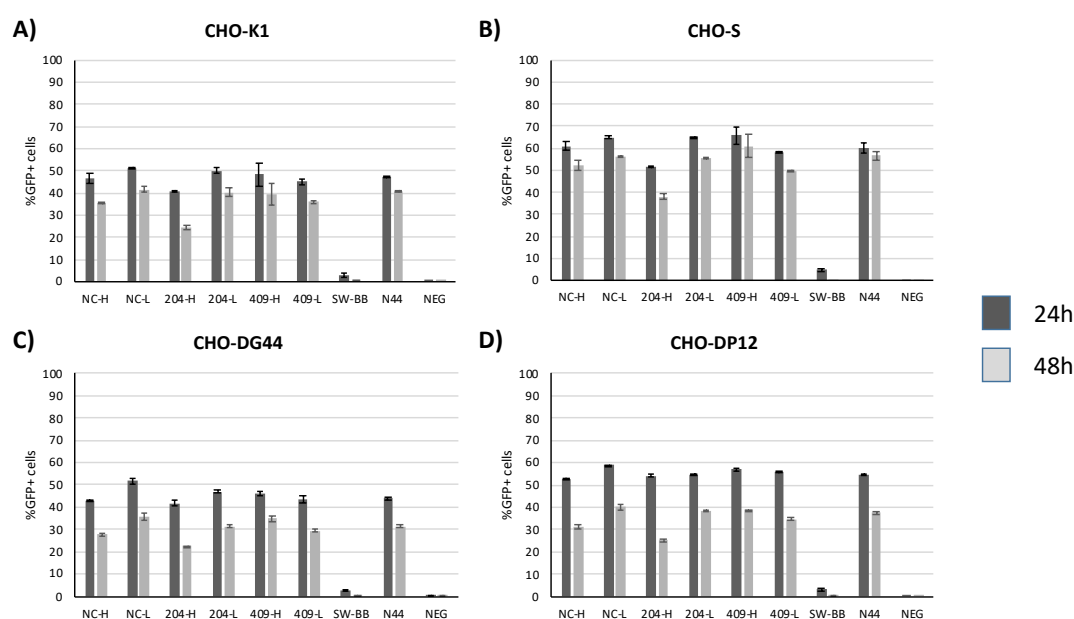 A)
CHO-K1
%GFP+ cells
100
90
80
70
60
50
40
30
20
10
0
NC-H NC-L 204-H 204-L 409-H 409-L SW-BB N44 NEG
B)
CHO-S
%GFP+ cells
100
90
80
70
60
50
40
30
20
10
0
NC-H NC-L 204-H 204-L 409-H 409-L SW-BB N44 NEG
C)
CHO-DG44
%GFP+ cells
100
90
80
70
60
50
40
30
20
10
0
NC-H NC-L 204-H 204-L 409-H 409-L SW-BB N44 NEG
D)
CHO-DP12
%GFP+ cells
100
90
80
70
60
50
40
30
20
10
0
NC-H NC-L 204-H 204-L 409-H 409-L SW-BB N44 NEG
24h
48h